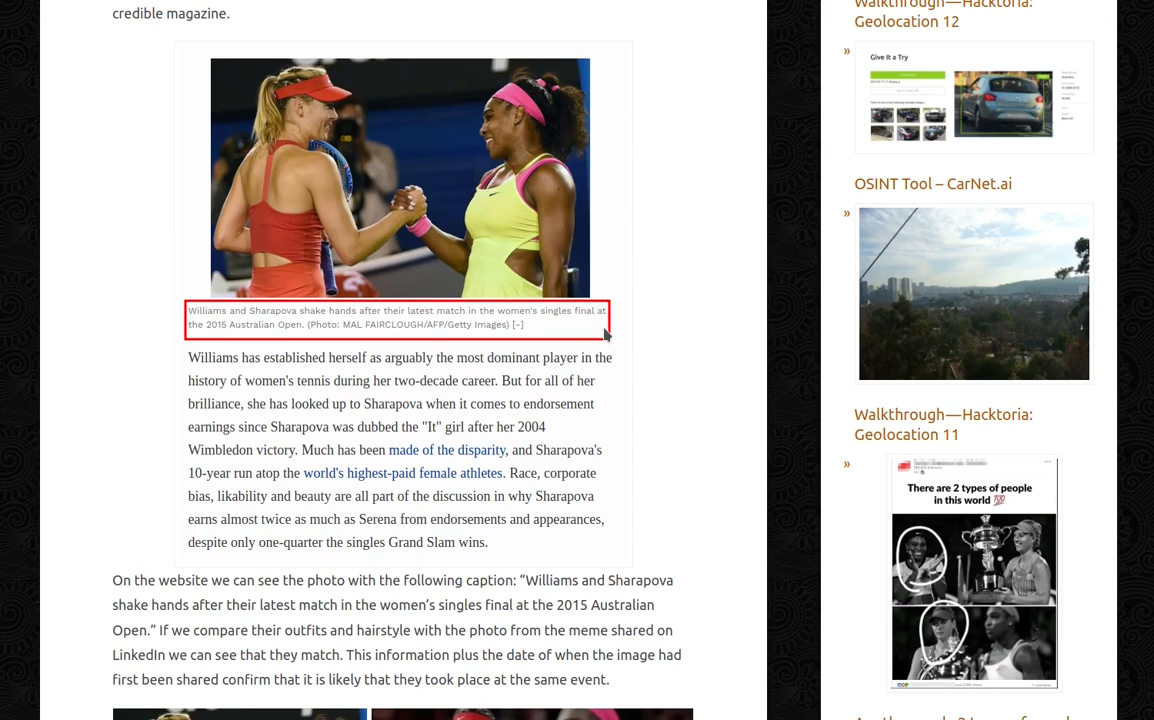 credible magazine.
Williams and Sharapova shake hands after their latest match in the women's singles final at
the 2015 Australian Open. (Photo: MAL FAIRCLOUGH/AFP/Getty Images) [-]
Williams has established herself as arguably the most dominant player in the
history of women's tennis during her two-decade career. But for all of her
brilliance, she has looked up to Sharapova when it comes to endorsement
earnings since Sharapova was dubbed the "It" girl after her 2004
Wimbledon victory. Much has been made of the disparity, and Sharapova's
10-year run atop the world's highest-paid female athletes. Race, corporate
bias, likability and beauty are all part of the discussion in why Sharapova
earns almost twice as much as Serena from endorsements and appearances,
despite only one-quarter the singles Grand Slam wins.
On the website we can see the photo with the following caption: “Williams and Sharapova
shake hands after their latest match in the women’s singles final at the 2015 Australian
Open.” If we compare their outfits and hairstyle with the photo from the meme shared on
LinkedIn we can see that they match. This information plus the date of when the image had
first been shared confirm that it is likely that they took place at the same event.
Walkthrough — Hacktoria:
Geolocation 12
»
Give It a Try
OSINT Tool – CarNet.ai
»
Walkthrough — Hacktoria:
Geolocation 11
»
There are 2 types of people
in this world 💯